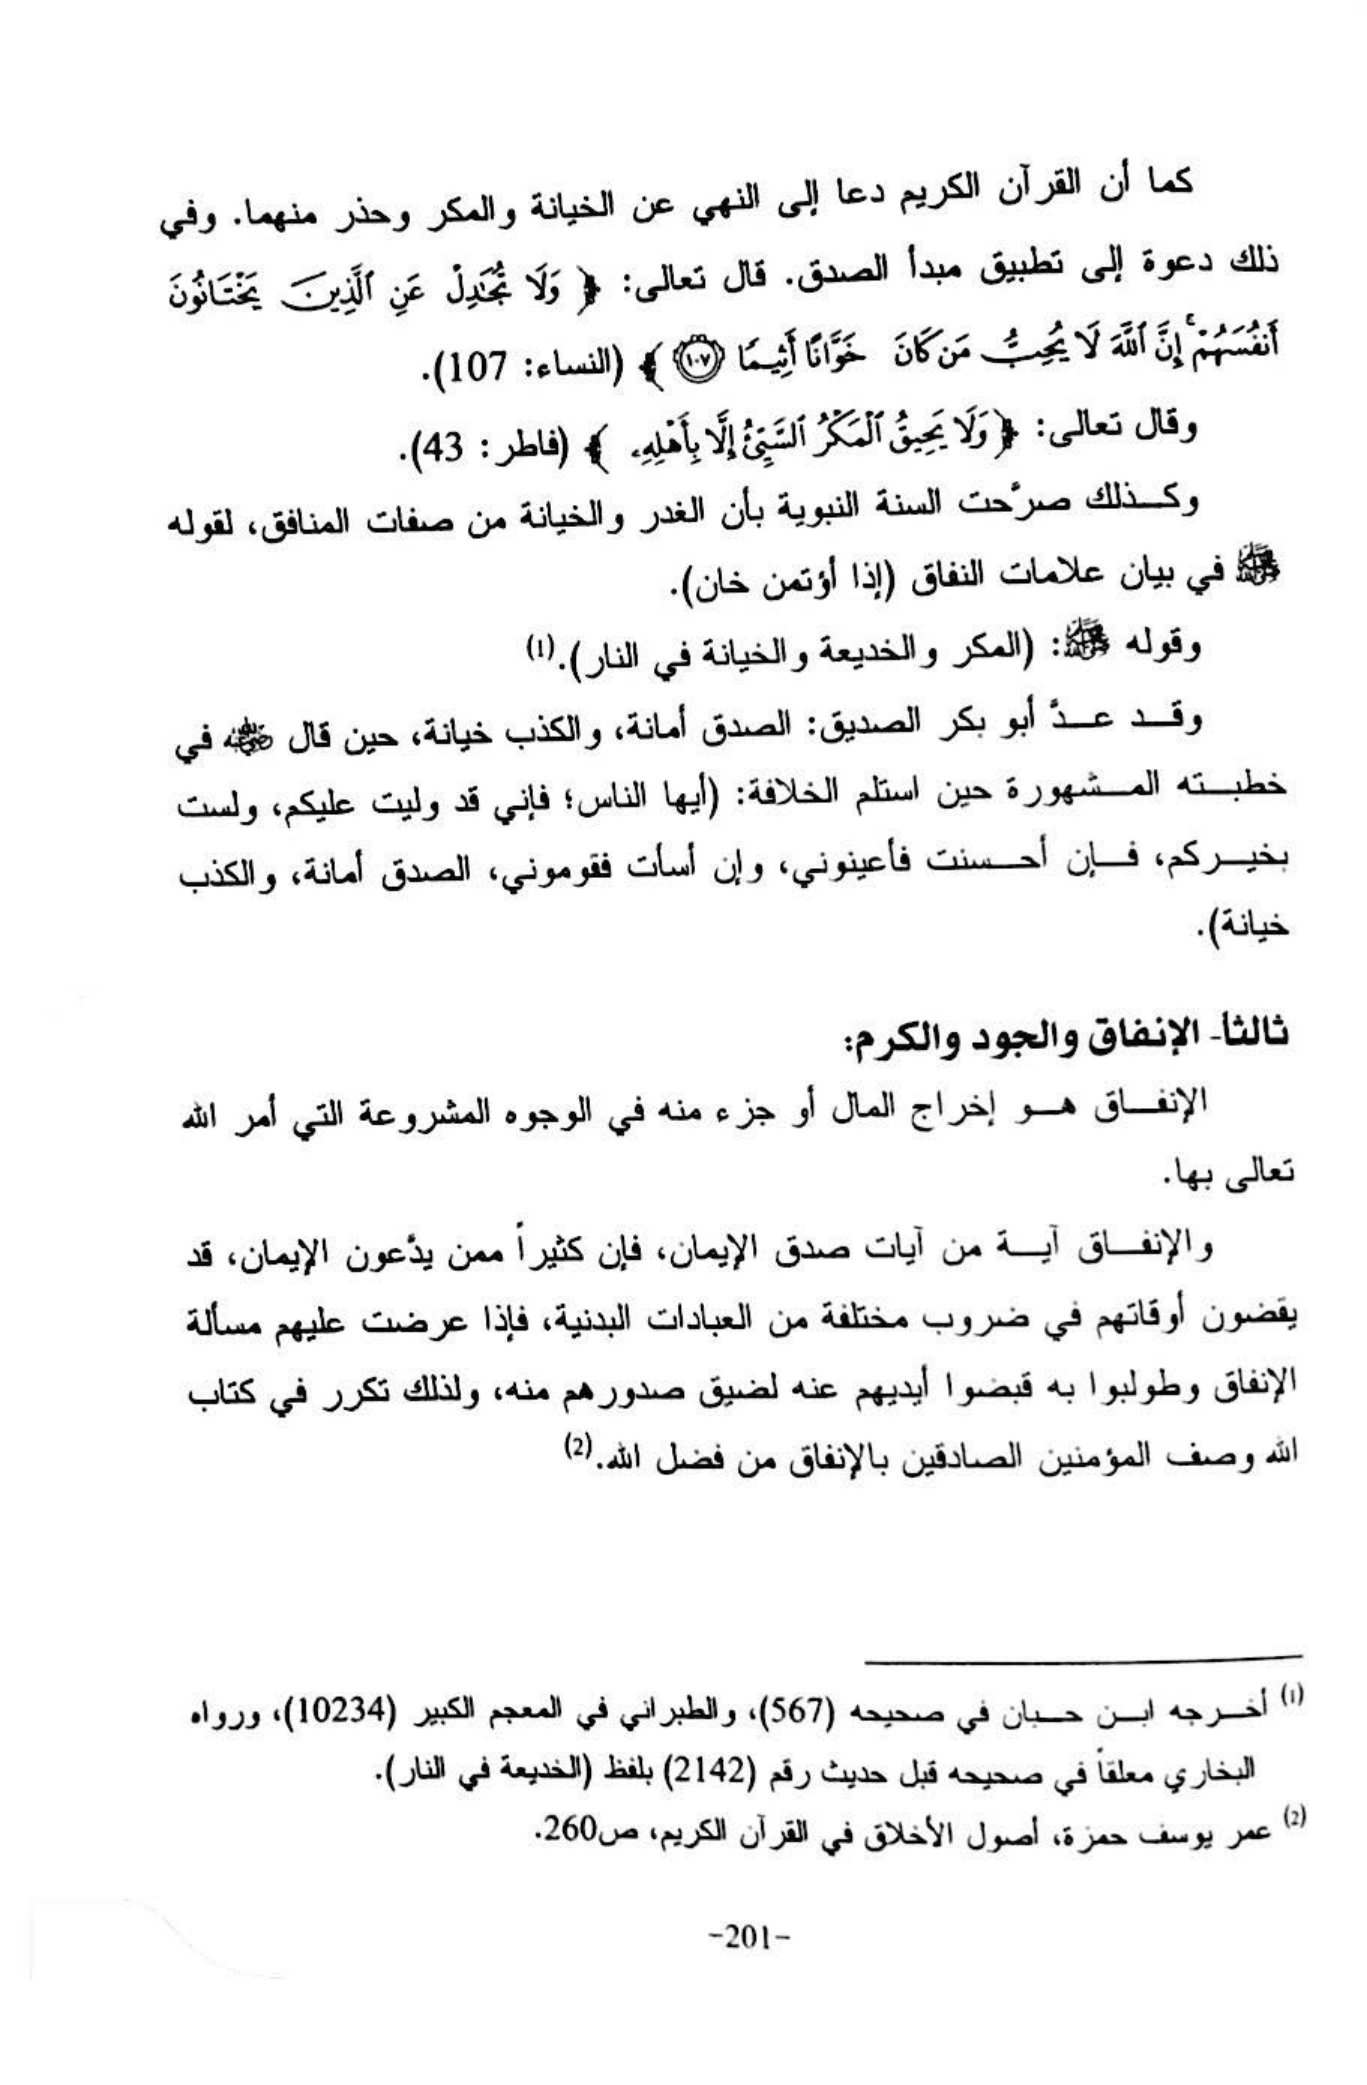 كما أن القرآن الكريم دعا إلى النهي عن الخيانة والمكر وحذر منهما. وفي
ذلك دعوة إلى تطبيق مبدأ الصدق. قال تعالى: ﴿ وَلَا تُجَٰدِلْ عَنِ ٱلَّذِينَ يَخْتَانُونَ
أَنفُسَهُمْ ۚ إِنَّ ٱللَّهَ لَا يُحِبُّ مَن كَانَ خَوَّانًا أَثِيمًا ١٠٧ ﴾ (النساء: 107).
وقال تعالى: ﴿ وَلَا يَحِيقُ ٱلْمَكْرُ ٱلسَّيِّئُ إِلَّا بِأَهْلِهِۦ ﴾ (فاطر: 43).
وكذلك صرَّحت السنة النبوية بأن الغدر والخيانة من صفات المنافق، لقوله
ﷺ في بيان علامات النفاق (إذا أؤتمن خان).
وقوله ﷺ: (المكر والخديعة والخيانة في النار).(1)
وقد عدَّ أبو بكر الصديق: الصدق أمانة، والكذب خيانة، حين قال رضي الله عنه في
خطبته المشهورة حين استلم الخلافة: (أيها الناس؛ فإني قد وليت عليكم، ولست
بخيركم، فإن أحسنت فأعينوني، وإن أسأت فقوموني، الصدق أمانة، والكذب
خيانة).
ثالثاً- الإنفاق والجود والكرم:
الإنفاق هو إخراج المال أو جزء منه في الوجوه المشروعة التي أمر الله
تعالى بها.
والإنفاق آية من آيات صدق الإيمان، فإن كثيراً ممن يدَّعون الإيمان، قد
يقضون أوقاتهم في ضروب مختلفة من العبادات البدنية، فإذا عرضت عليهم مسألة
الإنفاق وطولبوا به قبضوا أيديهم عنه لضيق صدورهم منه، ولذلك تكرر في كتاب
الله وصف المؤمنين الصادقين بالإنفاق من فضل الله.(2)
(1) أخرجه ابن حبان في صحيحه (567)، والطبراني في المعجم الكبير (10234)، ورواه
البخاري معلقاً في صحيحه قبل حديث رقم (2142) بلفظ (الخديعة في النار).
(2) عمر يوسف حمزة، أصول الأخلاق في القرآن الكريم، ص260.
-201-